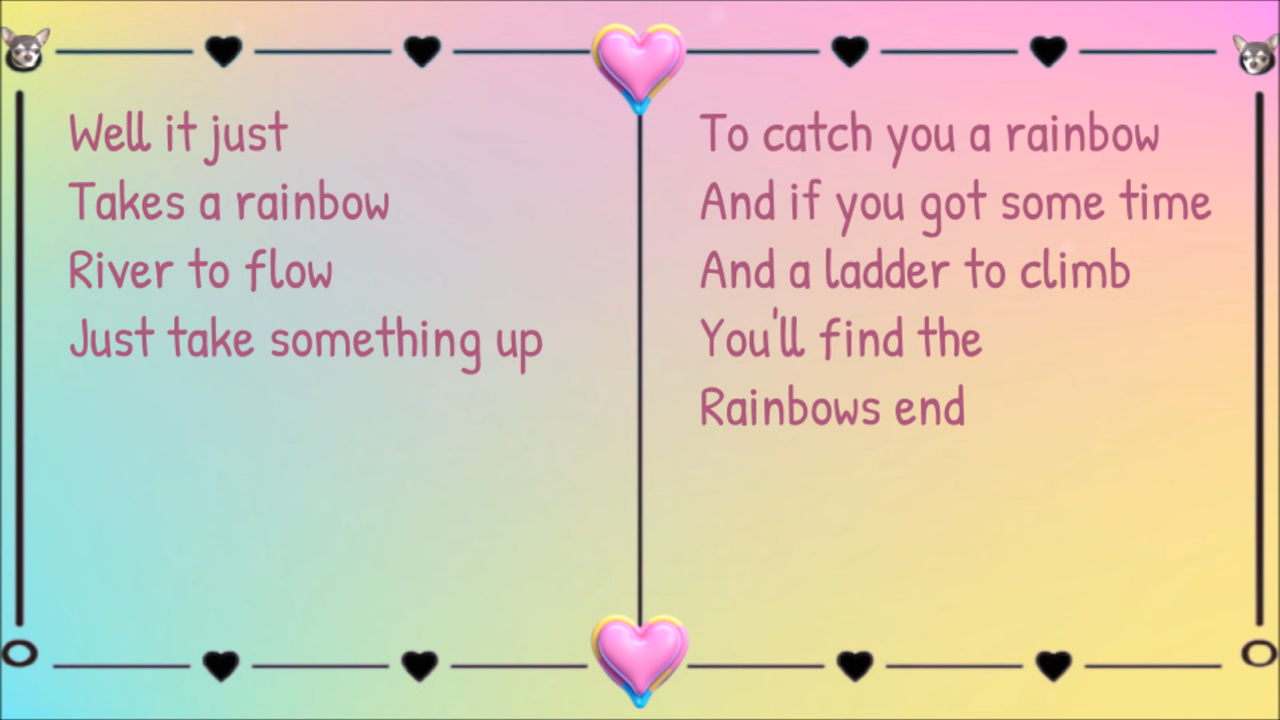 Well it just
Takes a rainbow
River to flow
Just take something up
To catch you a rainbow
And if you got some time
And a ladder to climb
You'll find the
Rainbows end